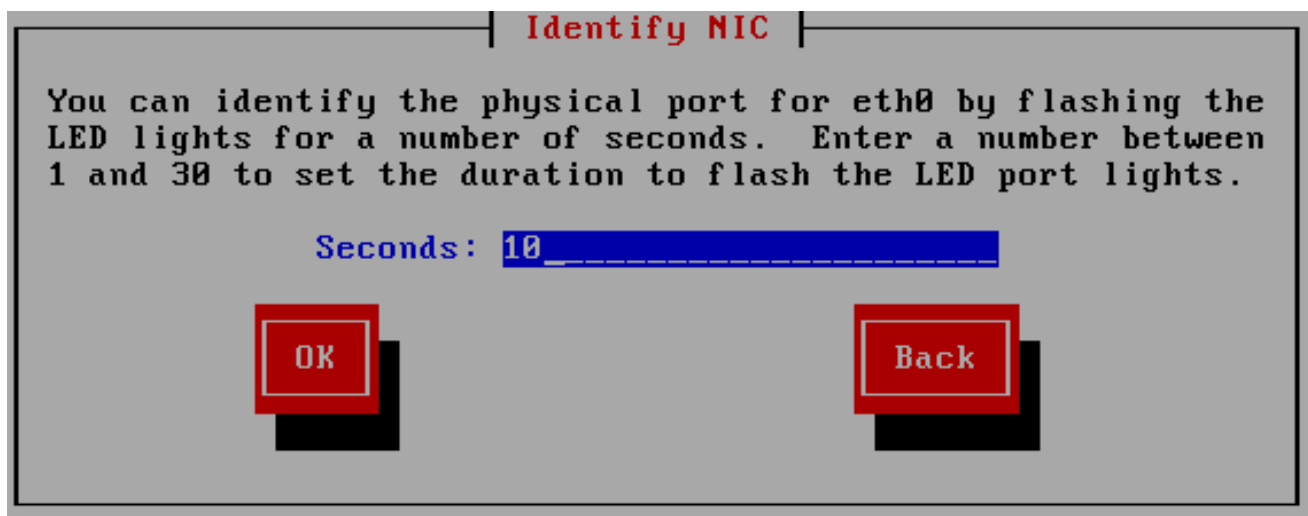 Identify NIC
You can identify the physical port for eth0 by flashing the
LED lights for a number of seconds.  Enter a number between
1 and 30 to set the duration to flash the LED port lights.
Seconds: 10_____________________
OK
Back